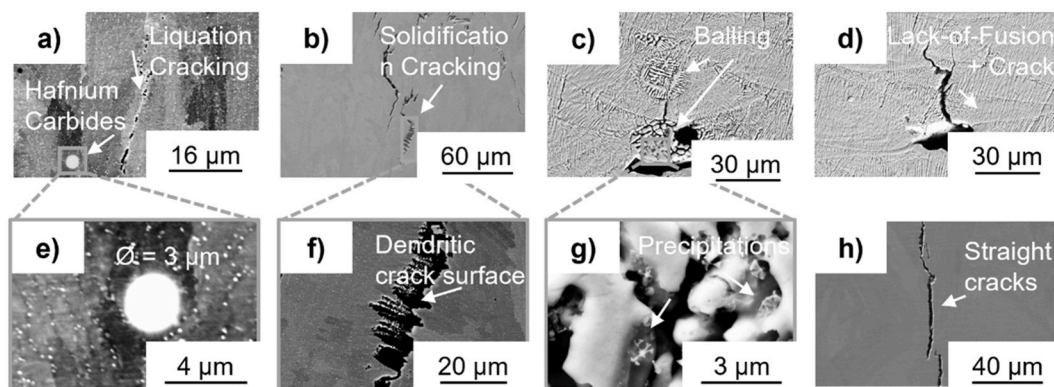 a)
Liquation
Cracking
Hafnium
Carbides
16 µm
b)
Solidificatio
n Cracking
60 µm
c)
Balling
30 µm
d)
Lack-of-Fusion
+ Crack
30 µm
e)
Ø = 3 µm
4 µm
f)
Dendritic
crack surface
20 µm
g)
Precipitations
3 µm
h)
Straight
cracks
40 µm